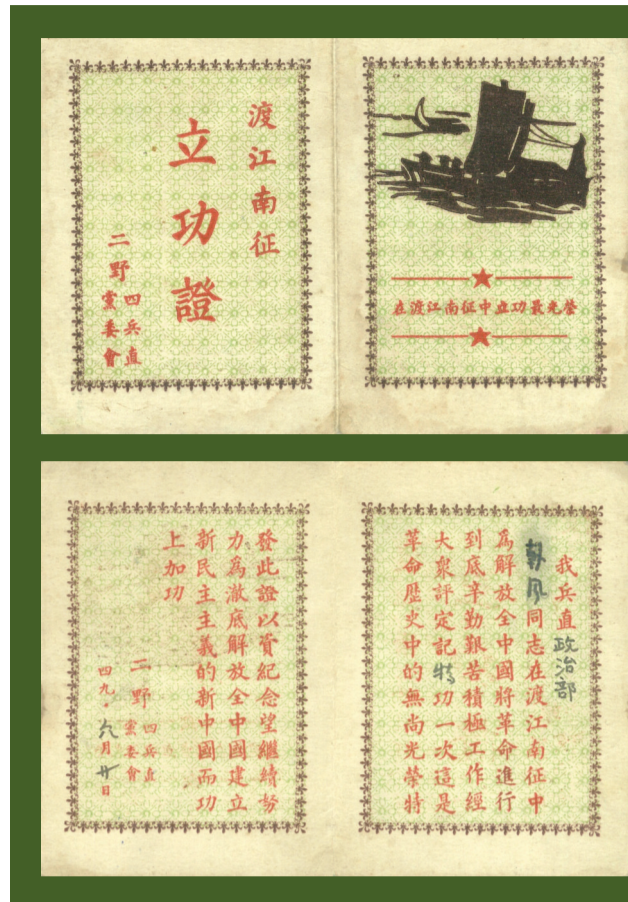 渡江南征
立功證
二野四兵直
黨委會
在渡江南征中立功最光榮
我兵直政治部
同志在渡江南征中
爲解放全中國將革命進行
到底辛勤艱苦積極工作經
大衆評定記特功一次這是
革命歷史中的無尚光榮特
發此證以資紀念望繼續努
力爲澈底解放全中國建立
新民主主義的新中國而功
上加功
二野四兵直
黨委會
四九·九月廿日